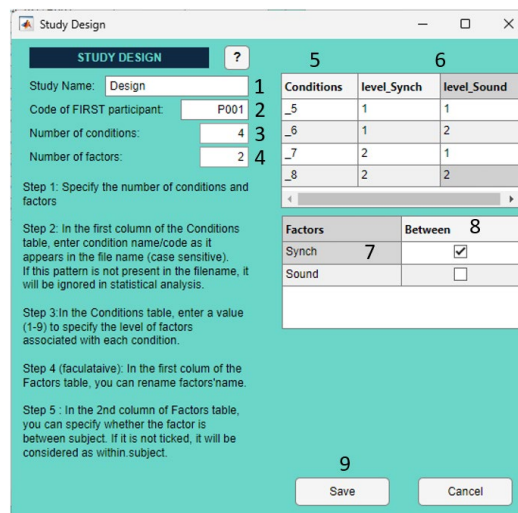 Study Design
STUDY DESIGN ?
Study Name: Design 1
Code of FIRST participant: P001 2
Number of conditions: 4 3
Number of factors: 2 4
Step 1: Specify the number of conditions and
factors
Step 2: In the first column of the Conditions
table, enter condition name/code as it
appears in the file name (case sensitive).
If this pattern is not present in the filename, it
will be ignored in statistical analysis.
Step 3:In the Conditions table, enter a value
(1-9) to specify the level of factors
associated with each condition.
Step 4 (faculataive): In the first colum of the
Factors table, you can rename factors'name.
Step 5 : In the 2nd column of Factors table,
you can specify whether the factor is
between subject. If it is not ticked, it will be
considered as within.subject.
5 6
Conditions level_Synch level_Sound
_5 1 1
_6 1 2
_7 2 1
_8 2 2
Factors Between 8
Synch 7
Sound
9
Save Cancel